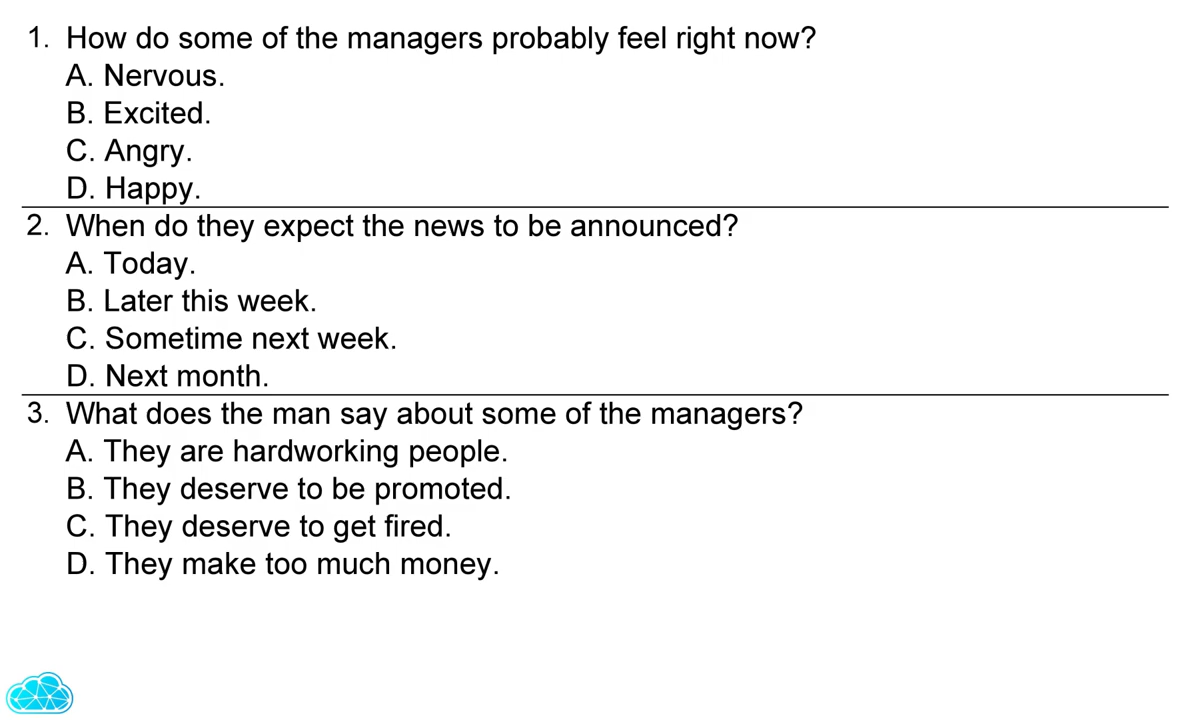 1. How do some of the managers probably feel right now?
A. Nervous.
B. Excited.
C. Angry.
D. Happy.
2. When do they expect the news to be announced?
A. Today.
B. Later this week.
C. Sometime next week.
D. Next month.
3. What does the man say about some of the managers?
A. They are hardworking people.
B. They deserve to be promoted.
C. They deserve to get fired.
D. They make too much money.